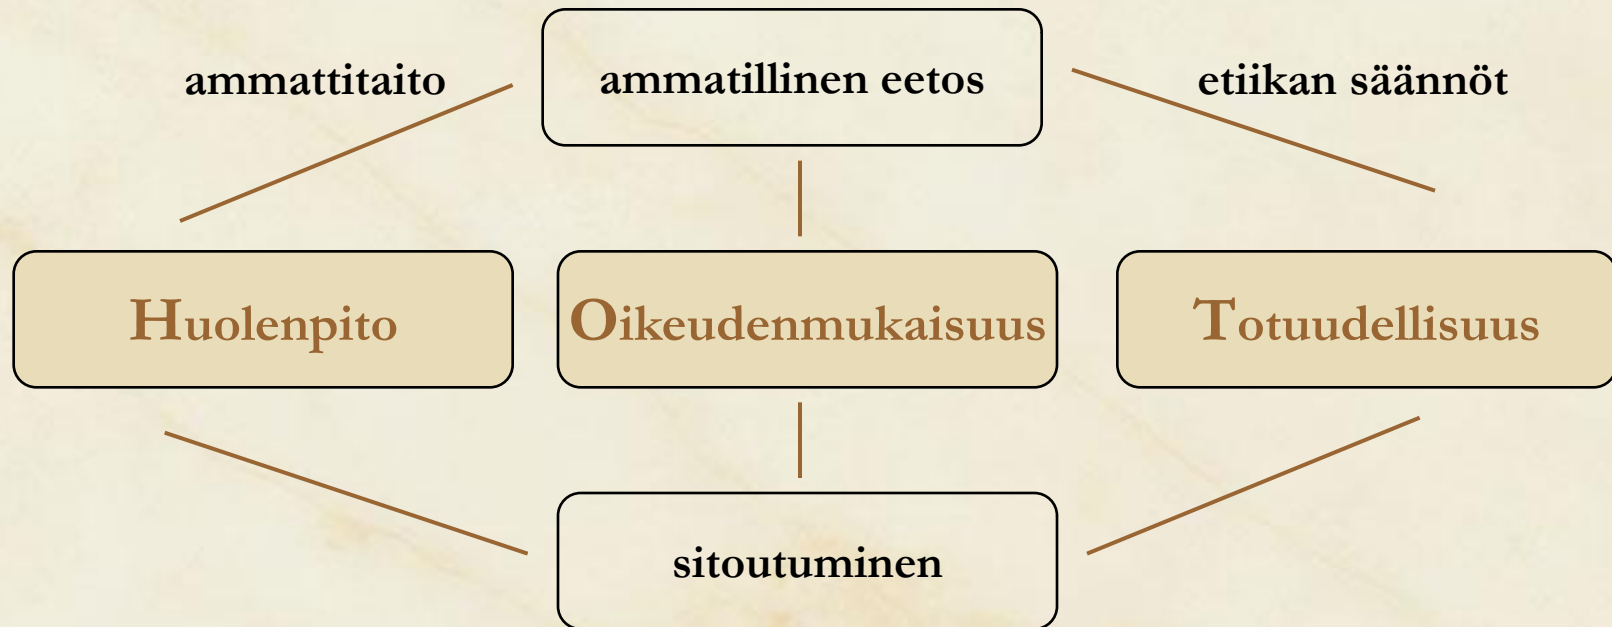 ammattitaito
ammatillinen eetos
etiikan säännöt
Huolenpito
Oikeudenmukaisuus
Totuudellisuus
sitoutuminen